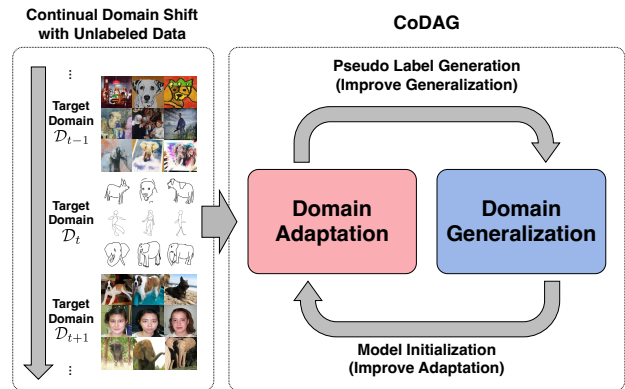 Continual Domain Shift
with Unlabeled Data
CoDAG
⋮
Target
Domain
𝒟ₜ₋₁
Target
Domain
𝒟ₜ
Target
Domain
𝒟ₜ₊₁
⋮
Pseudo Label Generation
(Improve Generalization)
Domain
Adaptation
Domain
Generalization
Model Initialization
(Improve Adaptation)